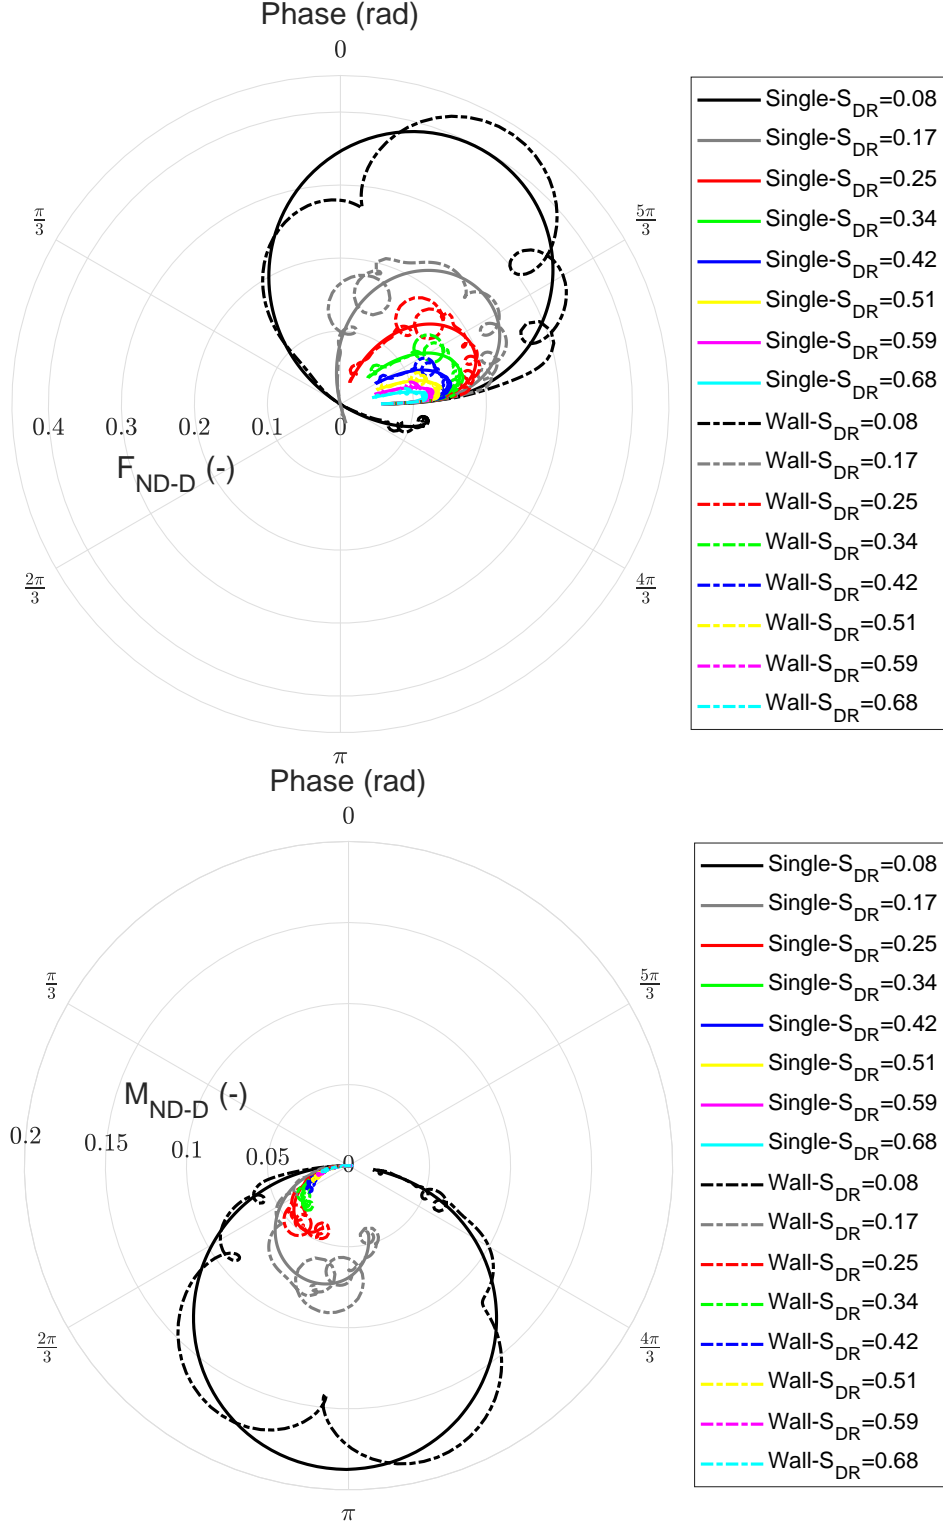 Phase (rad)
0
π/3
5π/3
0.4 0.3 0.2 0.1 0
F_ND-D (-)
2π/3
4π/3
π
Single-S_DR=0.08
Single-S_DR=0.17
Single-S_DR=0.25
Single-S_DR=0.34
Single-S_DR=0.42
Single-S_DR=0.51
Single-S_DR=0.59
Single-S_DR=0.68
Wall-S_DR=0.08
Wall-S_DR=0.17
Wall-S_DR=0.25
Wall-S_DR=0.34
Wall-S_DR=0.42
Wall-S_DR=0.51
Wall-S_DR=0.59
Wall-S_DR=0.68
Phase (rad)
0
π/3
5π/3
M_ND-D (-)
0.2 0.15 0.1 0.05 0
2π/3
4π/3
π
Single-S_DR=0.08
Single-S_DR=0.17
Single-S_DR=0.25
Single-S_DR=0.34
Single-S_DR=0.42
Single-S_DR=0.51
Single-S_DR=0.59
Single-S_DR=0.68
Wall-S_DR=0.08
Wall-S_DR=0.17
Wall-S_DR=0.25
Wall-S_DR=0.34
Wall-S_DR=0.42
Wall-S_DR=0.51
Wall-S_DR=0.59
Wall-S_DR=0.68